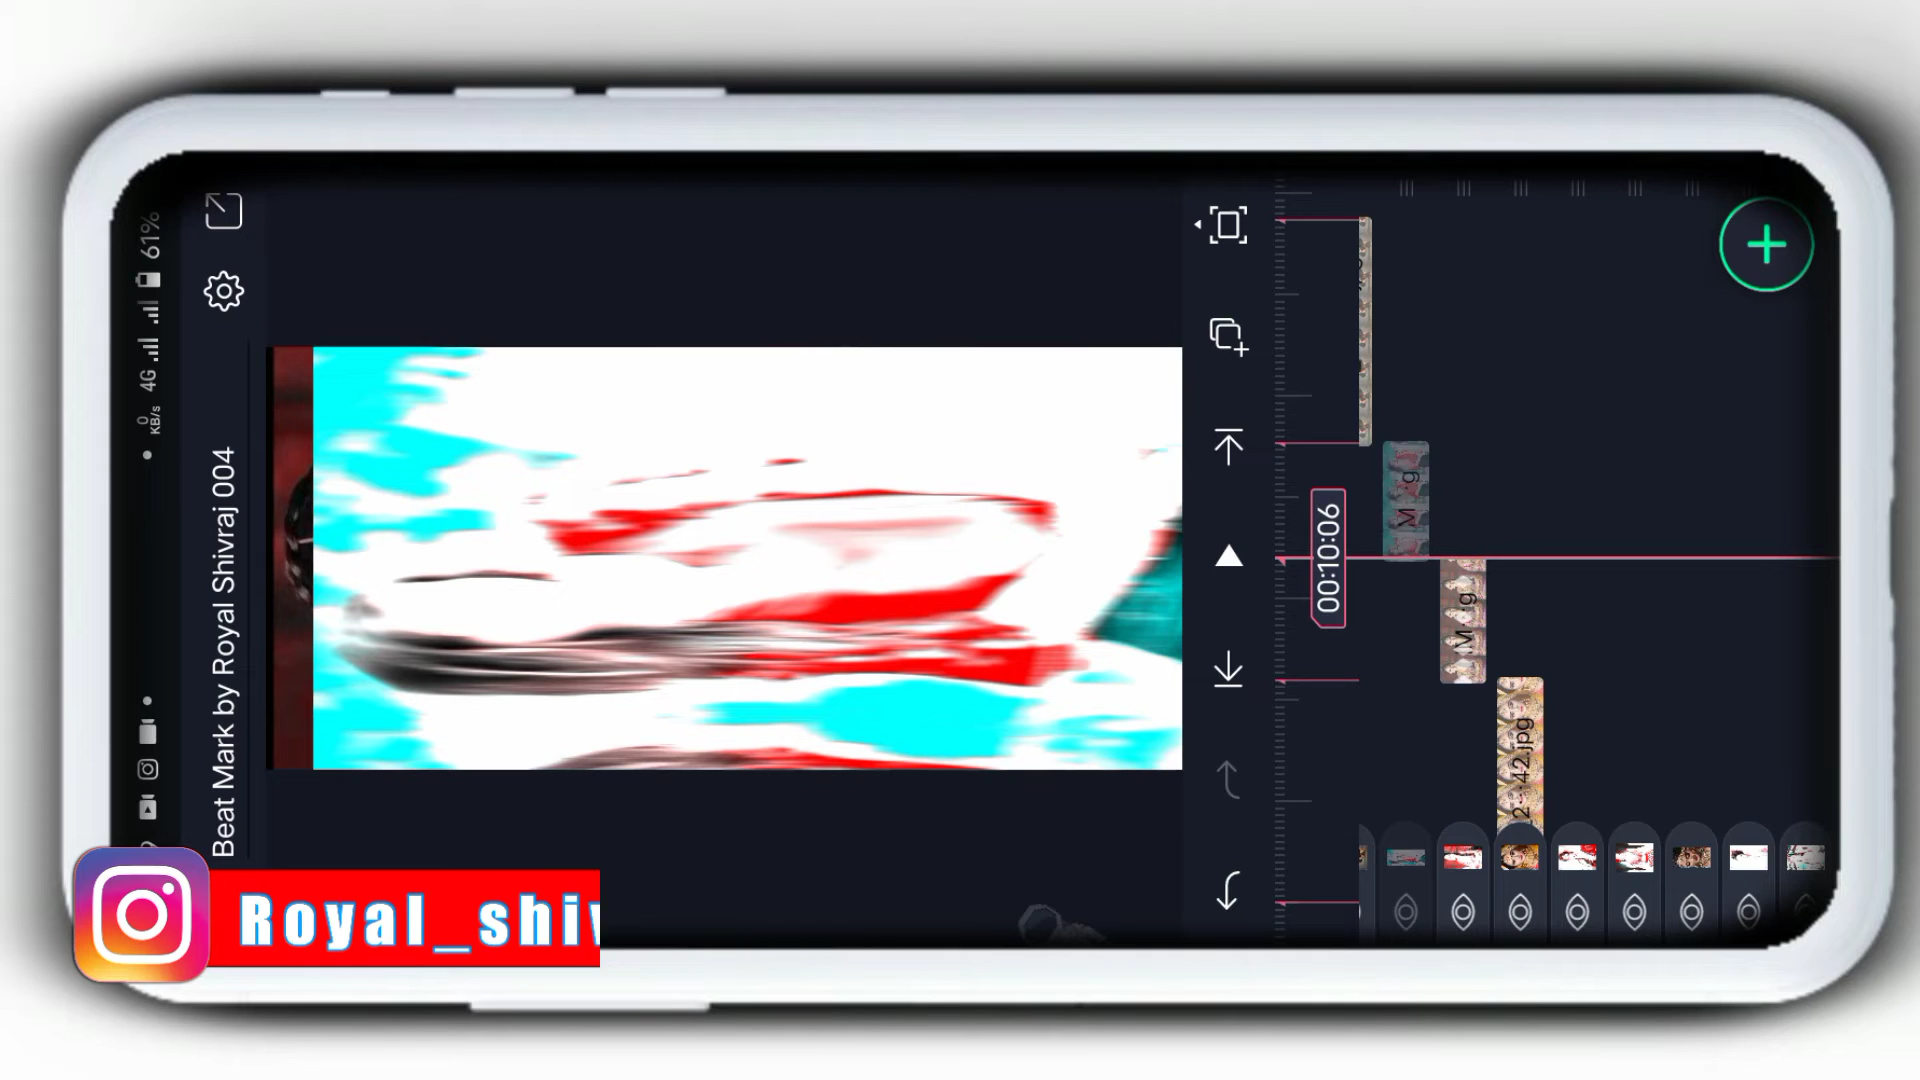 61%
4G
0
KB/s
Beat Mark by Royal Shivraj 004
00:10:06
M
g
M
g
2-42.jpg
Royal_shiv